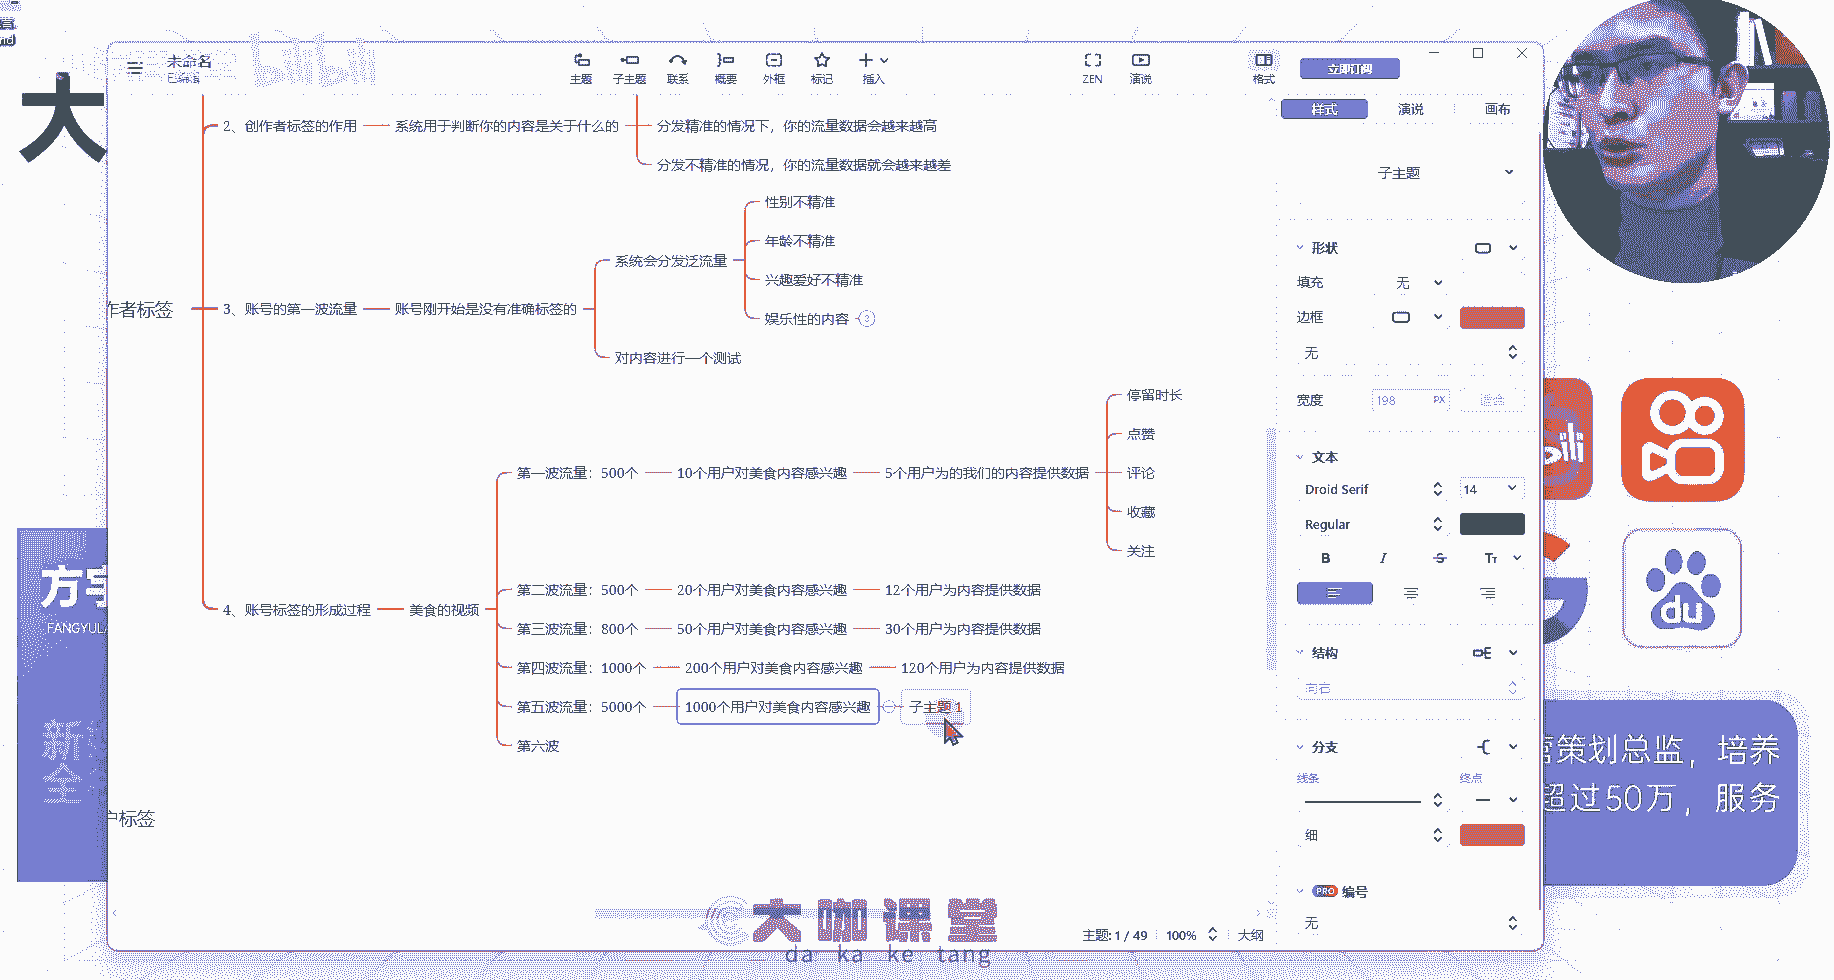 大
bilibili
未命名
主题
子主题
联系
概要
外框
标记
插入
ZEN
演说
格式
立即订阅
样式
演说
画布
2、创作者标签的作用
系统用于判断你的内容是关于什么的
分发精准的情况下，你的流量数据会越来越高
分发不精准的情况，你的流量数据就会越来越差
作者标签
3、账号的第一波流量
账号刚开始是没有准确标签的
系统会分发泛流量
性别不精准
年龄不精准
兴趣爱好不精准
娱乐性的内容
对内容进行一个测试
4、账号标签的形成过程
美食的视频
第一波流量：500个
10个用户对美食内容感兴趣
5个用户为的我们的内容提供数据
停留时长
点赞
评论
收藏
关注
第二波流量：500个
20个用户对美食内容感兴趣
12个用户为内容提供数据
第三波流量：800个
50个用户对美食内容感兴趣
30个用户为内容提供数据
第四波流量：1000个
200个用户对美食内容感兴趣
120个用户为内容提供数据
第五波流量：5000个
1000个用户对美食内容感兴趣
子主题 1
第六波
户标签
子主题
形状
填充
无
边框
无
宽度
198
PX
文本
Droid Serif
14
Regular
B
I
S
Tт
结构
向右
分支
线条
终点
细
PRO
编号
无
方宇
FANGYUL
新
全
du
营策划总监，培养
超过50万，服务
大咖课堂
da ka ke tang
主题: 1 / 49
100%
大纲